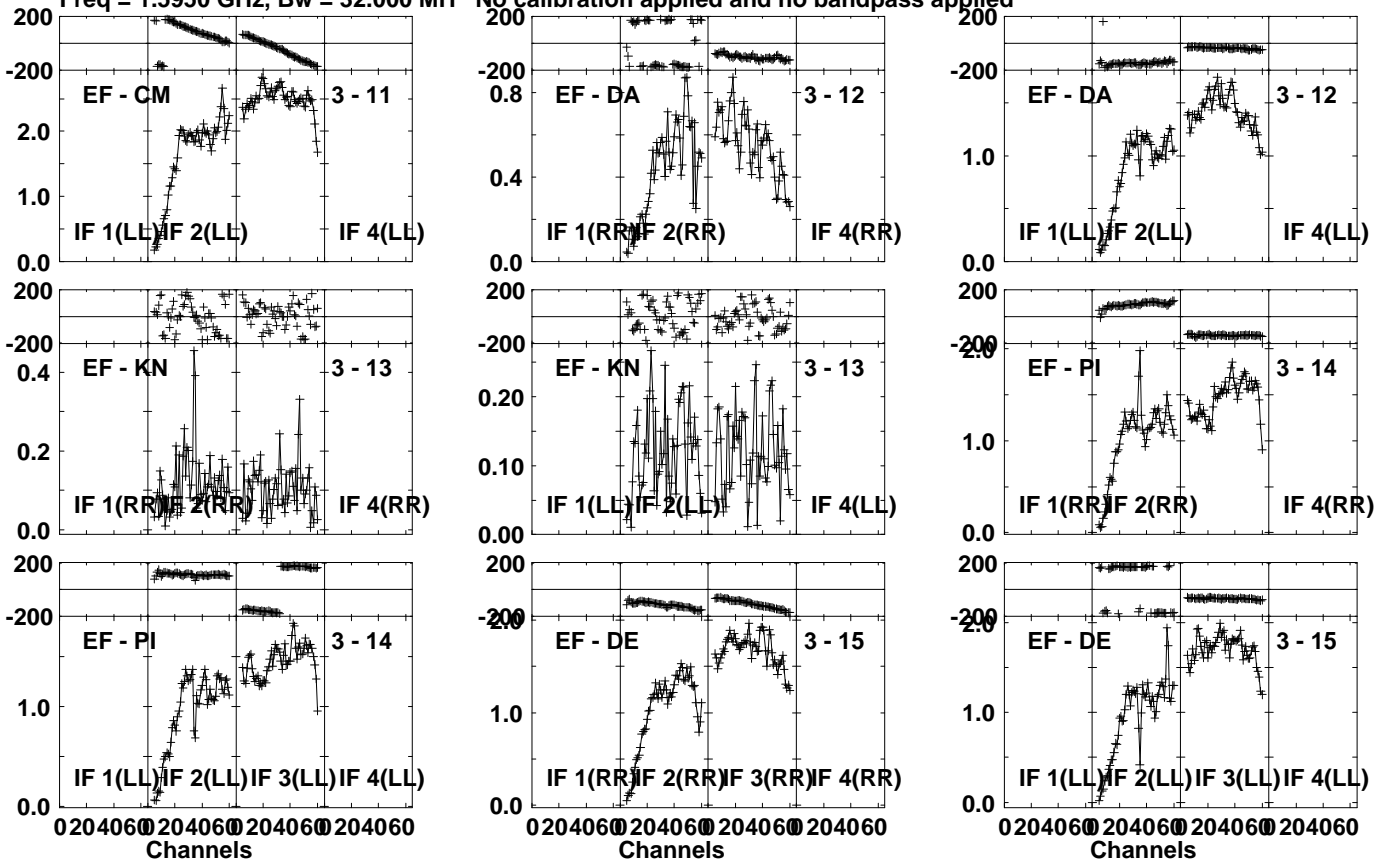 Freq = 1.5950 GHz, Bw = 32.000 MH No calibration applied and no bandpass applied
200
-200
EF - CM
3 - 11
2.0
1.0
0.0
IF 1(LL) IF 2(LL) IF 4(LL)
200
-200
EF - DA
3 - 12
0.8
0.4
0.0
IF 1(RR) IF 2(RR) IF 4(RR)
200
-200
EF - DA
3 - 12
1.0
0.0
IF 1(LL) IF 2(LL) IF 4(LL)
200
-200
EF - KN
3 - 13
0.4
0.2
0.0
IF 1(RR) IF 2(RR) IF 4(RR)
200
-200
EF - KN
3 - 13
0.20
0.10
0.00
IF 1(LL) IF 2(LL) IF 4(LL)
200
-200
2.0
EF - PI
3 - 14
1.0
0.0
IF 1(RR) IF 2(RR) IF 4(RR)
200
-200
EF - PI
3 - 14
1.0
0.0
IF 1(LL) IF 2(LL) IF 3(LL) IF 4(LL)
0 20 40 60 0 20 40 60 0 20 40 60 0 20 40 60
Channels
200
-200
2.0
EF - DE
3 - 15
1.0
0.0
IF 1(RR) IF 2(RR) IF 3(RR) IF 4(RR)
0 20 40 60 0 20 40 60 0 20 40 60 0 20 40 60
Channels
200
-200
2.0
EF - DE
3 - 15
1.0
0.0
IF 1(LL) IF 2(LL) IF 3(LL) IF 4(LL)
0 20 40 60 0 20 40 60 0 20 40 60 0 20 40 60
Channels